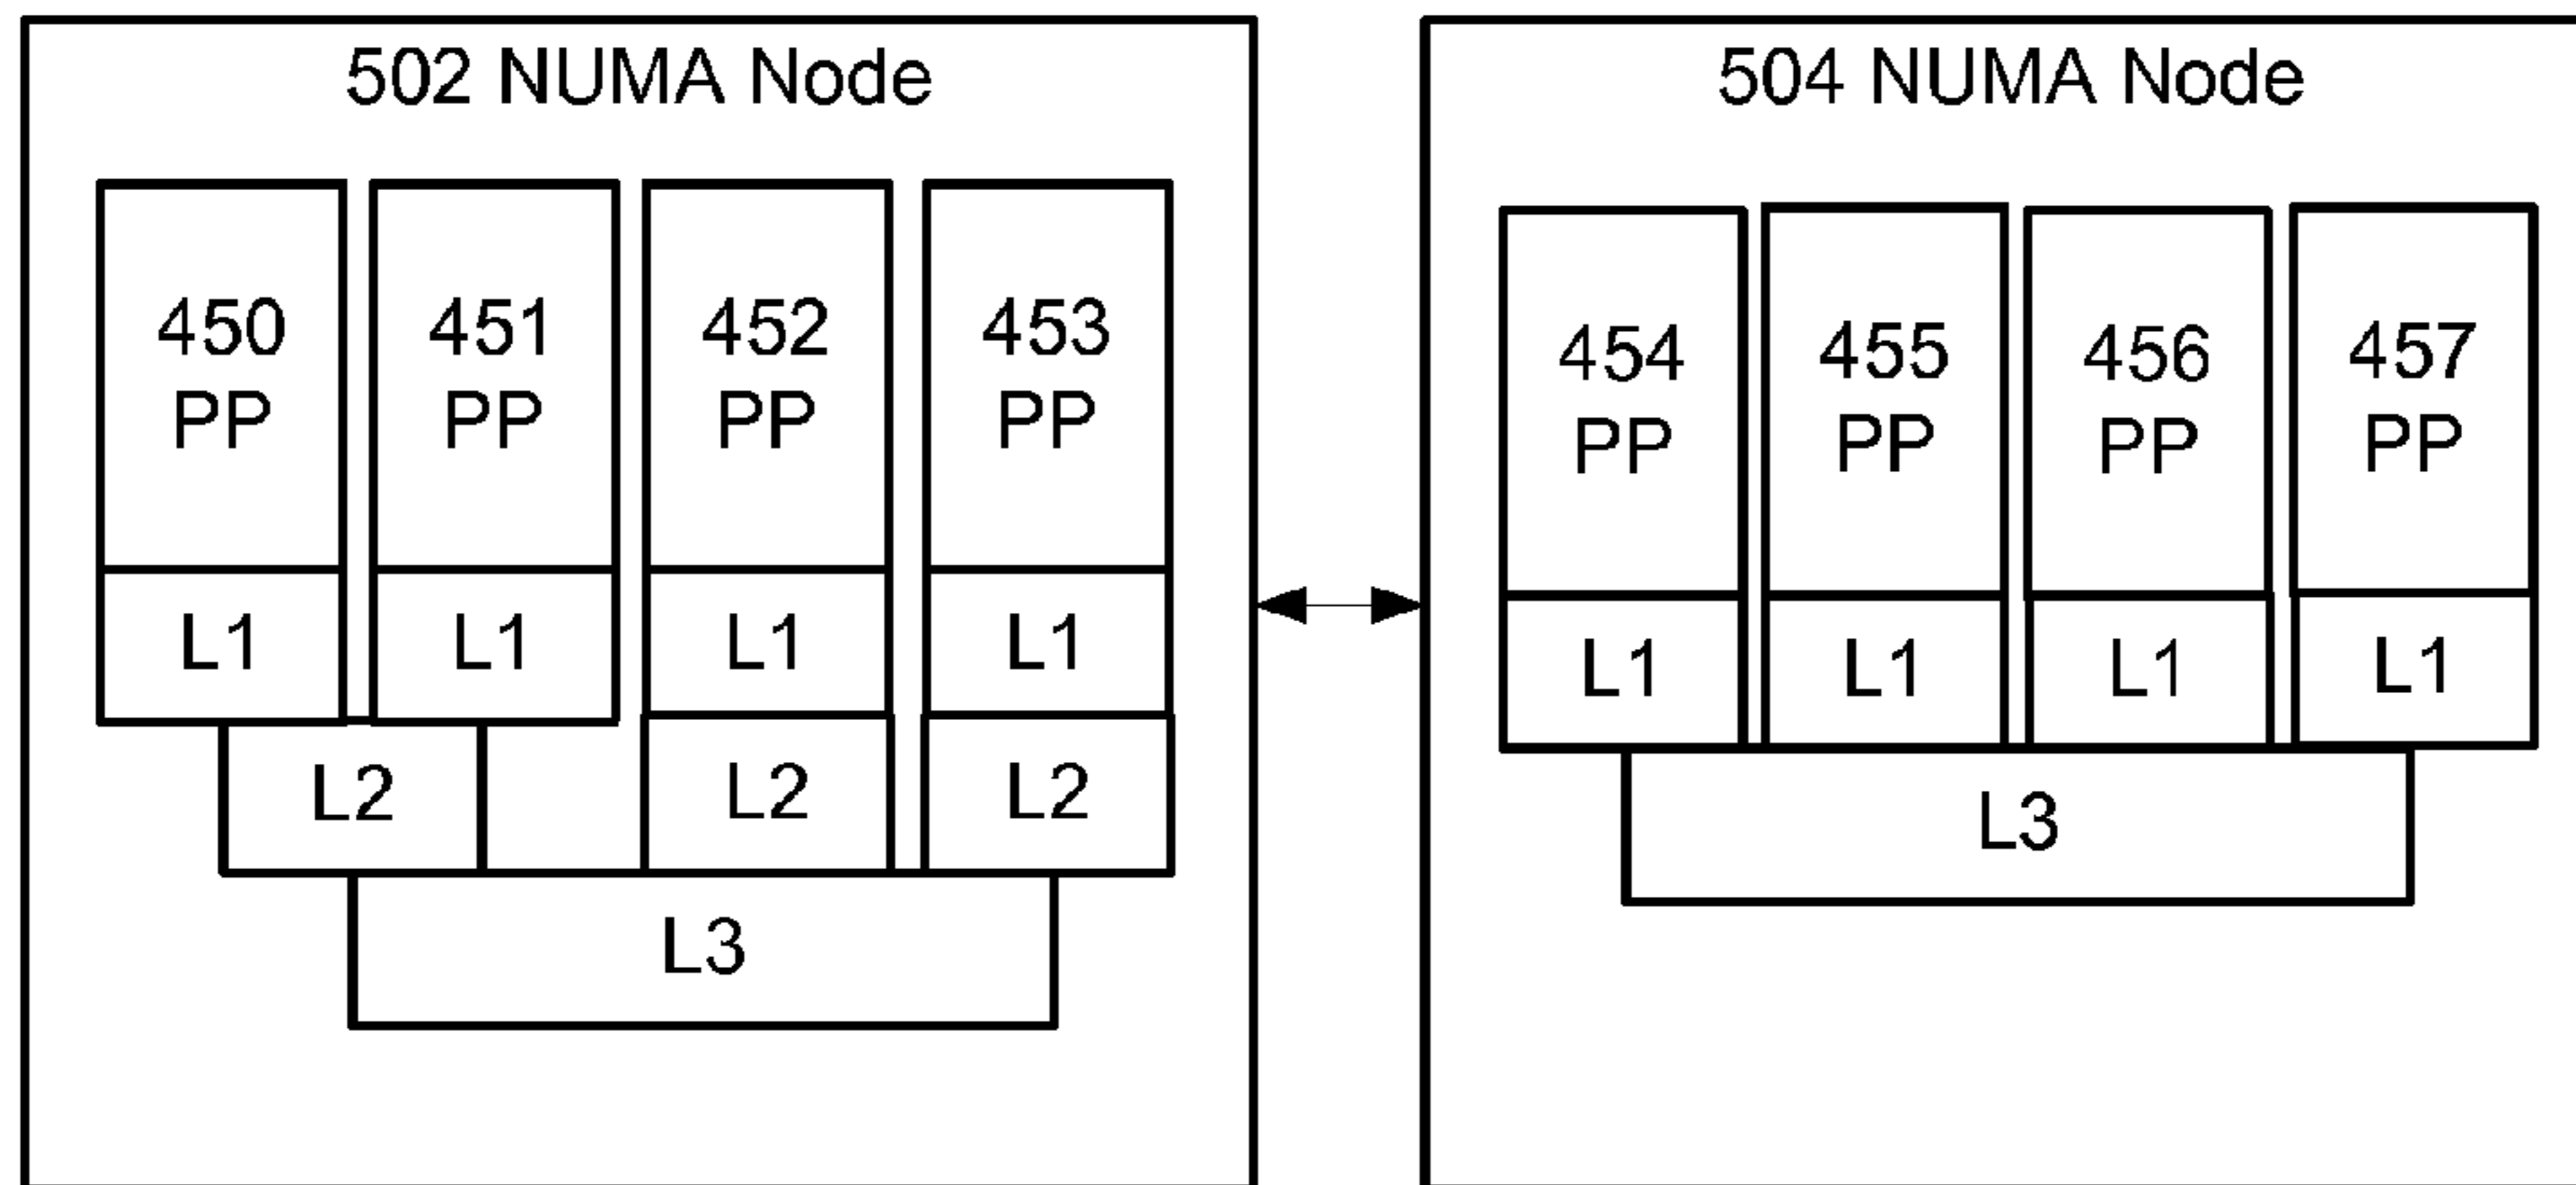 502 NUMA Node
450
PP
451
PP
452
PP
453
PP
L1
L1
L1
L1
L2
L2
L2
L3
504 NUMA Node
454
PP
455
PP
456
PP
457
PP
L1
L1
L1
L1
L3